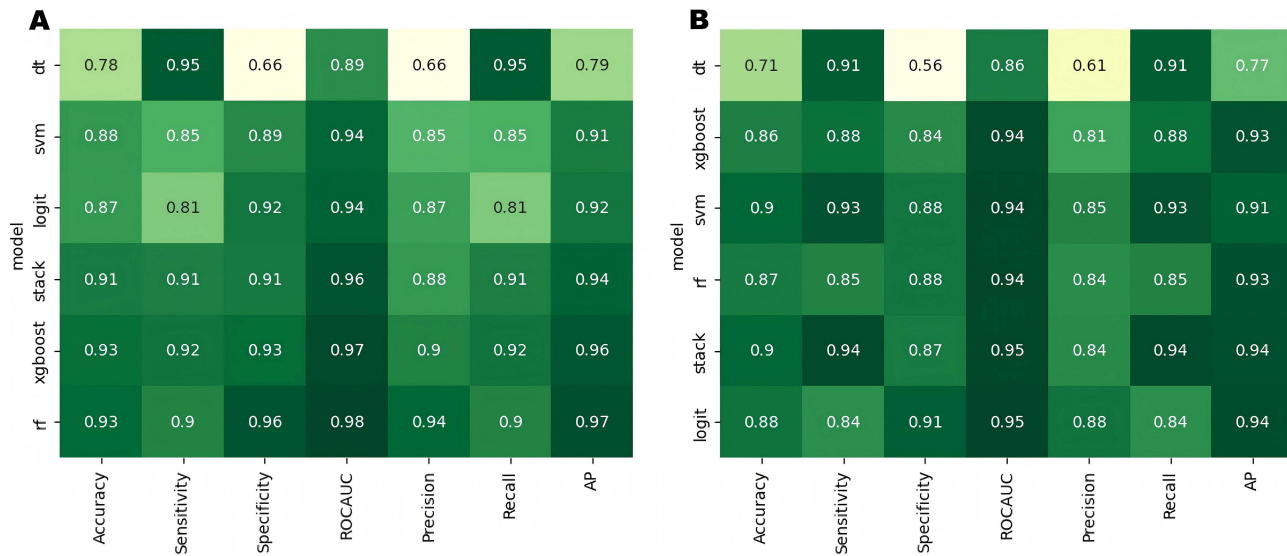 A
model
dt 0.78 0.95 0.66 0.89 0.66 0.95 0.79
svm 0.88 0.85 0.89 0.94 0.85 0.85 0.91
logit 0.87 0.81 0.92 0.94 0.87 0.81 0.92
stack 0.91 0.91 0.91 0.96 0.88 0.91 0.94
xgboost 0.93 0.92 0.93 0.97 0.9 0.92 0.96
rf 0.93 0.9 0.96 0.98 0.94 0.9 0.97
Accuracy Sensitivity Specificity ROCAUC Precision Recall AP
B
model
dt 0.71 0.91 0.56 0.86 0.61 0.91 0.77
xgboost 0.86 0.88 0.84 0.94 0.81 0.88 0.93
svm 0.9 0.93 0.88 0.94 0.85 0.93 0.91
rf 0.87 0.85 0.88 0.94 0.84 0.85 0.93
stack 0.9 0.94 0.87 0.95 0.84 0.94 0.94
logit 0.88 0.84 0.91 0.95 0.88 0.84 0.94
Accuracy Sensitivity Specificity ROCAUC Precision Recall AP